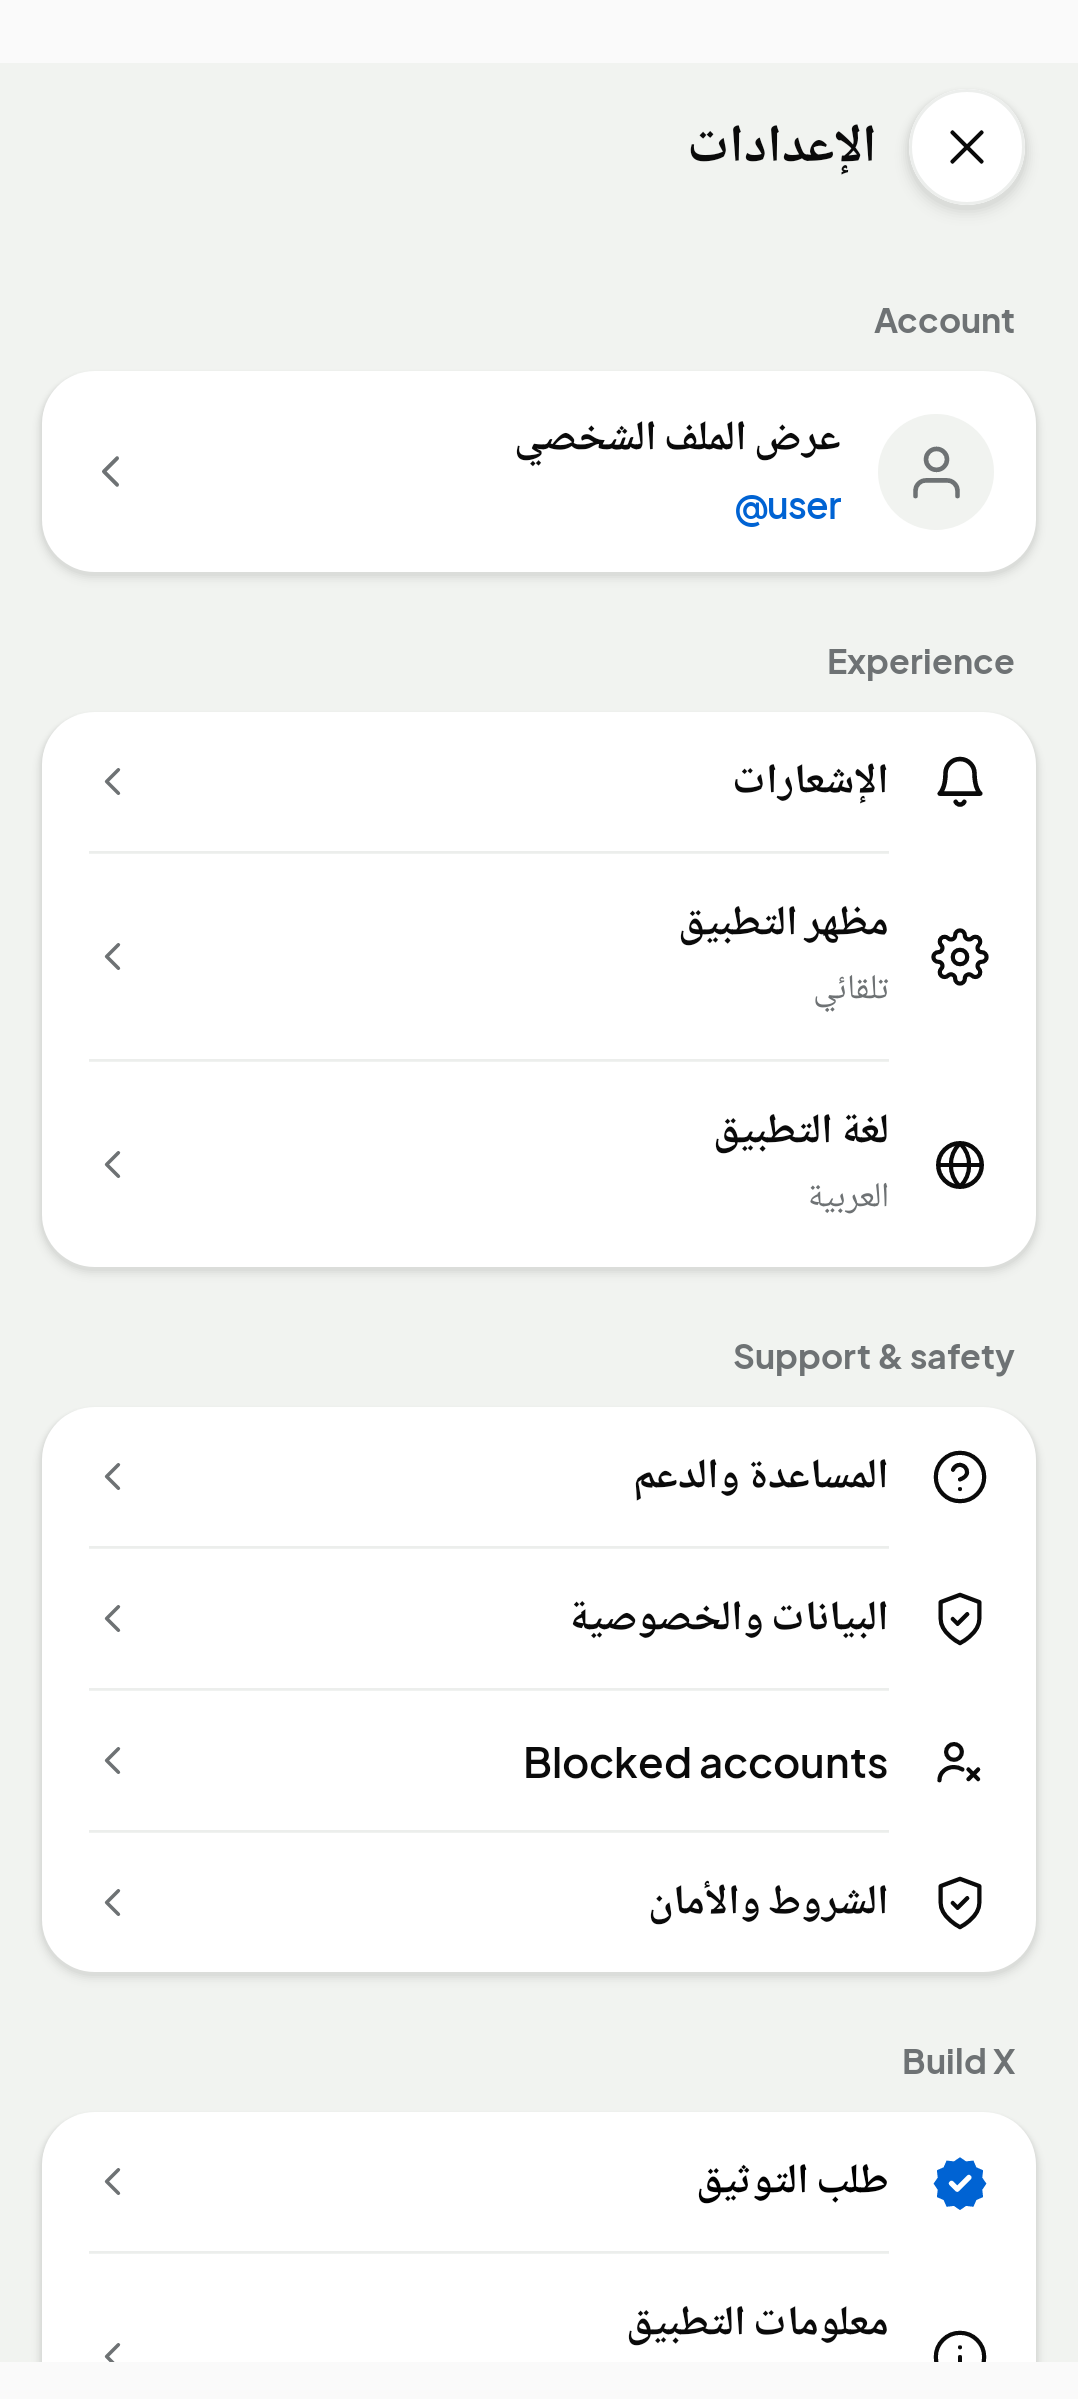 الإعدادات
Account
عرض الملف الشخصي
@user
Experience
الإشعارات
مظهر التطبيق
تلقائي
لغة التطبيق
العربية
Support & safety
المساعدة والدعم
البيانات والخصوصية
Blocked accounts
الشروط والأمان
Build X
طلب التوثيق
معلومات التطبيق